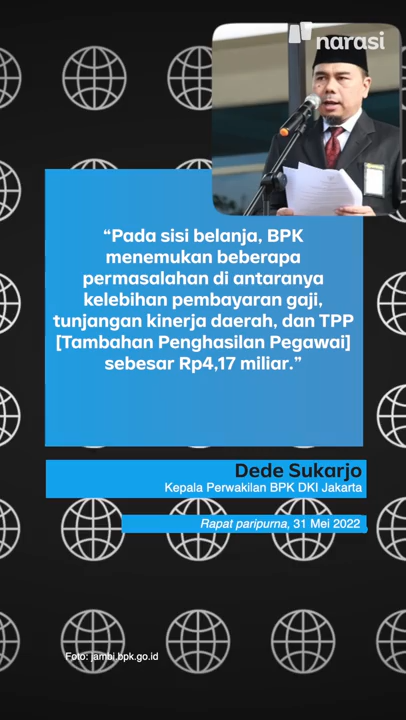 narasi
“Pada sisi belanja, BPK
menemukan beberapa
permasalahan di antaranya
kelebihan pembayaran gaji,
tunjangan kinerja daerah, dan TPP
[Tambahan Penghasilan Pegawai]
sebesar Rp4,17 miliar.”
Dede Sukarjo
Kepala Perwakilan BPK DKI Jakarta
Rapat paripurna, 31 Mei 2022
Foto: jambi.bpk.go.id